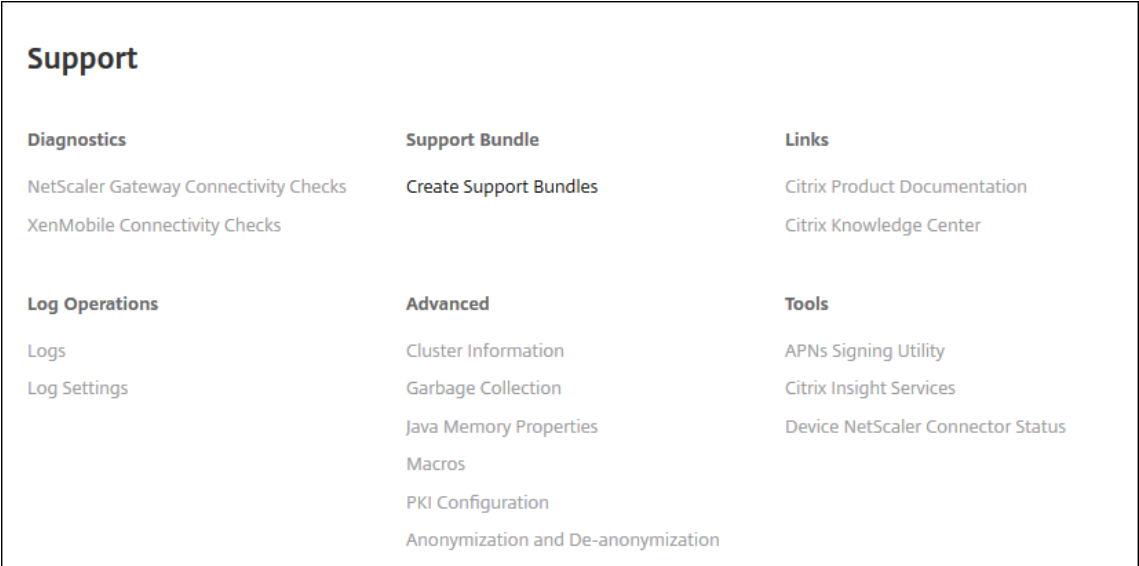 Support
Diagnostics
NetScaler Gateway Connectivity Checks
XenMobile Connectivity Checks
Support Bundle
Create Support Bundles
Links
Citrix Product Documentation
Citrix Knowledge Center
Log Operations
Logs
Log Settings
Advanced
Cluster Information
Garbage Collection
Java Memory Properties
Macros
PKI Configuration
Anonymization and De-anonymization
Tools
APNs Signing Utility
Citrix Insight Services
Device NetScaler Connector Status